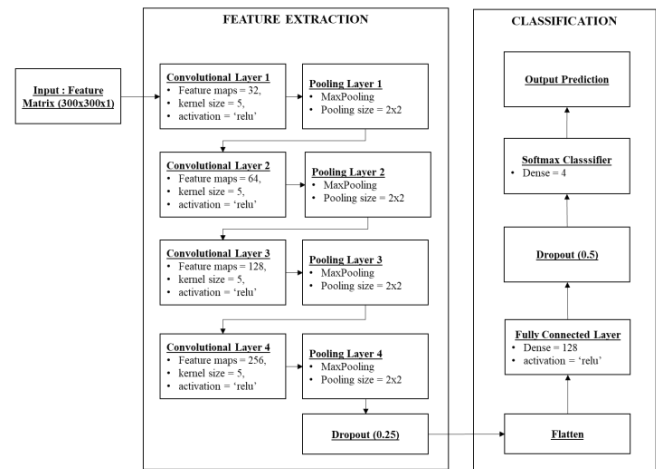 FEATURE EXTRACTION
Input : Feature
Matrix (300x300x1)
Convolutional Layer 1
• Feature maps = 32,
• kernel size = 5,
• activation = ‘relu’
Pooling Layer 1
• MaxPooling
• Pooling size = 2x2
Convolutional Layer 2
• Feature maps = 64,
• kernel size = 5,
• activation = ‘relu’
Pooling Layer 2
• MaxPooling
• Pooling size = 2x2
Convolutional Layer 3
• Feature maps = 128,
• kernel size = 5,
• activation = ‘relu’
Pooling Layer 3
• MaxPooling
• Pooling size = 2x2
Convolutional Layer 4
• Feature maps = 256,
• kernel size = 5,
• activation = ‘relu’
Pooling Layer 4
• MaxPooling
• Pooling size = 2x2
Dropout (0.25)
CLASSIFICATION
Output Prediction
Softmax Classsifier
• Dense = 4
Dropout (0.5)
Fully Connected Layer
• Dense = 128
• activation = ‘relu’
Flatten